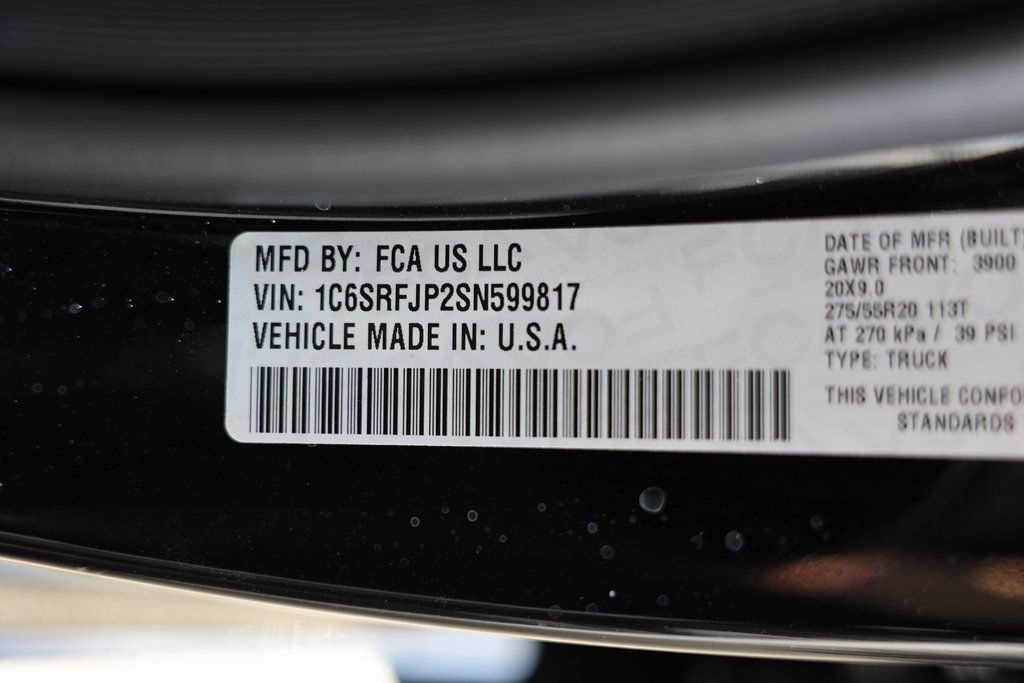 MFD BY: FCA US LLC
VIN: 1C6SRFJP2SN599817
VEHICLE MADE IN: U.S.A.
DATE OF MFR (BUILT)
GAWR FRONT: 3900
20X9.0
275/55R20 113T
AT 270 kPa / 39 PSI
TYPE: TRUCK
THIS VEHICLE CONFO
STANDARDS